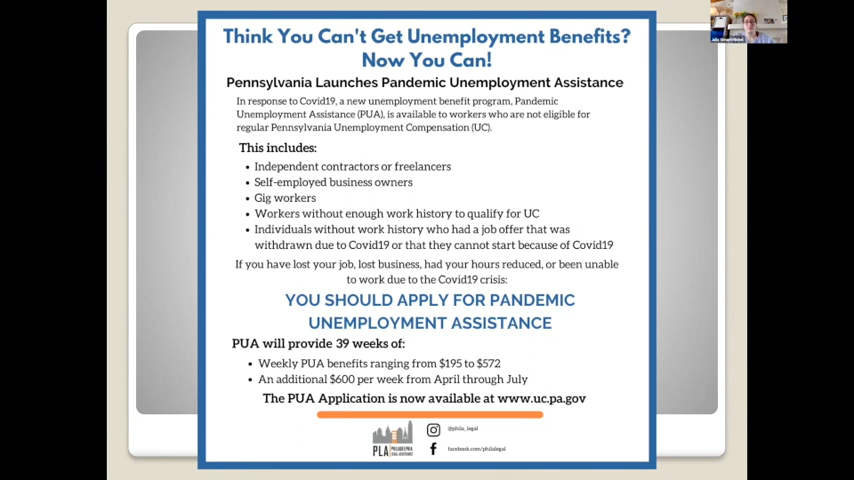 Think You Can't Get Unemployment Benefits?
Now You Can!
Pennsylvania Launches Pandemic Unemployment Assistance
In response to Covid19, a new unemployment benefit program, Pandemic
Unemployment Assistance (PUA), is available to workers who are not eligible for
regular Pennsylvania Unemployment Compensation (UC).
This includes:
• Independent contractors or freelancers
• Self-employed business owners
• Gig workers
• Workers without enough work history to qualify for UC
• Individuals without work history who had a job offer that was
withdrawn due to Covid19 or that they cannot start because of Covid19
If you have lost your job, lost business, had your hours reduced, or been unable
to work due to the Covid19 crisis:
YOU SHOULD APPLY FOR PANDEMIC
UNEMPLOYMENT ASSISTANCE
PUA will provide 39 weeks of:
• Weekly PUA benefits ranging from $195 to $572
• An additional $600 per week from April through July
The PUA Application is now available at www.uc.pa.gov
@phila_legal
facebook.com/philalegal
PLA PHILADELPHIA
LEGAL ASSISTANCE